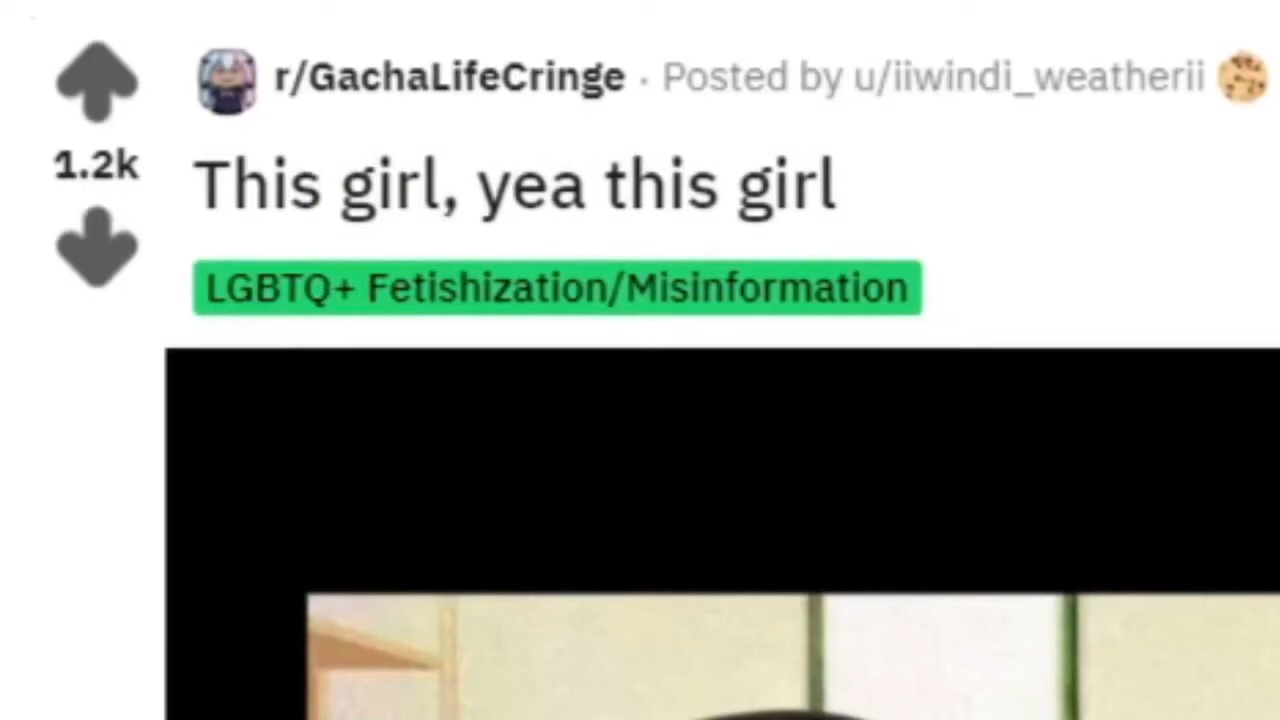 r/GachaLifeCringe · Posted by u/iiwindi_weatherii
1.2k
This girl, yea this girl
LGBTQ+ Fetishization/Misinformation